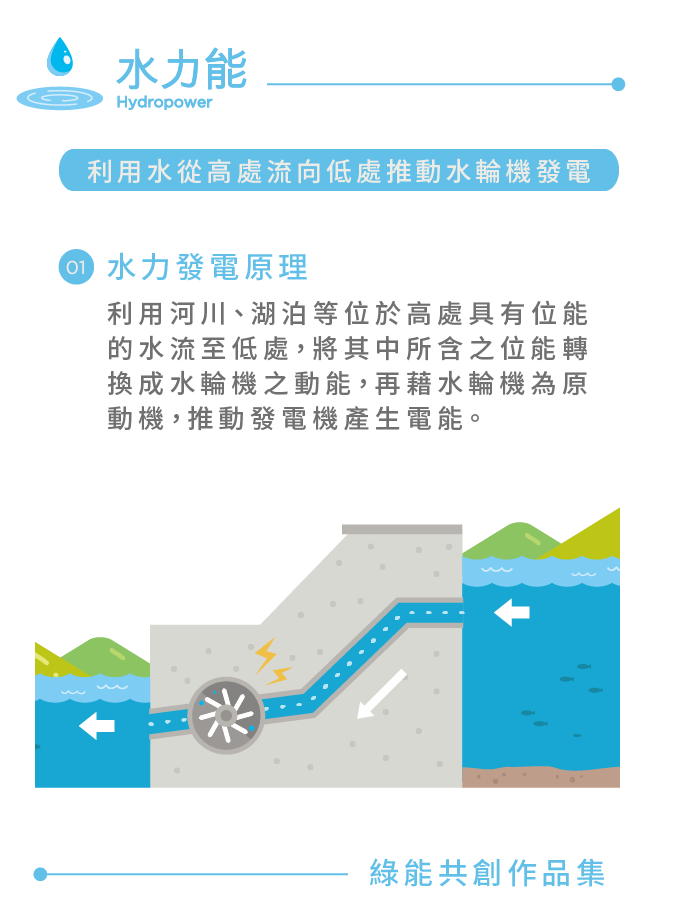 水力能
Hydropower
利用水從高處流向低處推動水輪機發電
01 水力發電原理
利用河川、湖泊等位於高處具有位能
的水流至低處，將其中所含之位能轉
換成水輪機之動能，再藉水輪機為原
動機，推動發電機產生電能。
綠能共創作品集